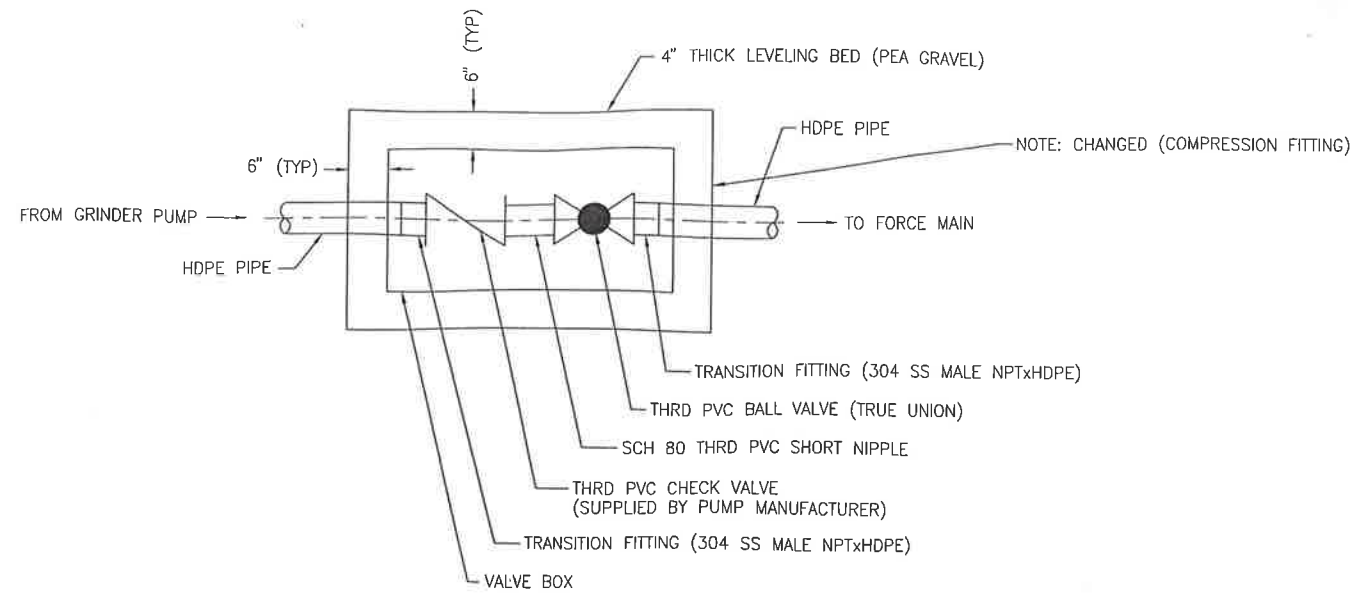 6" (TYP)
4" THICK LEVELING BED (PEA GRAVEL)
HDPE PIPE
NOTE: CHANGED (COMPRESSION FITTING)
6" (TYP)
FROM GRINDER PUMP
TO FORCE MAIN
HDPE PIPE
TRANSITION FITTING (304 SS MALE NPTxHDPE)
THRD PVC BALL VALVE (TRUE UNION)
SCH 80 THRD PVC SHORT NIPPLE
THRD PVC CHECK VALVE
(SUPPLIED BY PUMP MANUFACTURER)
TRANSITION FITTING (304 SS MALE NPTxHDPE)
VALVE BOX